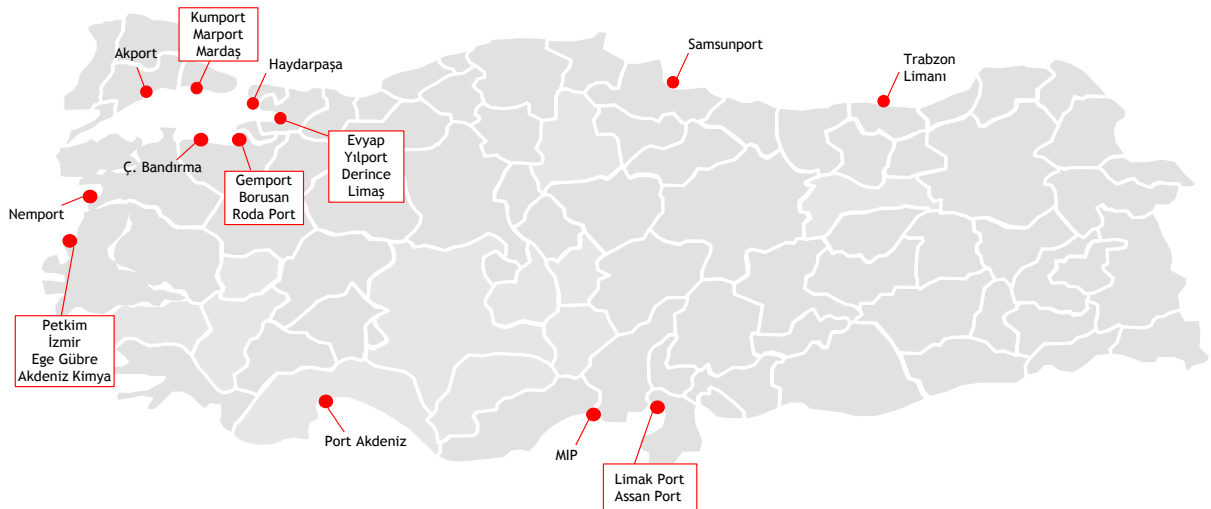 Kumport
Marport
Mardaş
Akport
Haydarpaşa
Samsunport
Trabzon
Limanı
Evyap
Yılport
Derince
Limaş
Ç. Bandırma
Gemport
Borusan
Roda Port
Nemport
Petkim
İzmir
Ege Gübre
Akdeniz Kimya
Port Akdeniz
MIP
Limak Port
Assan Port